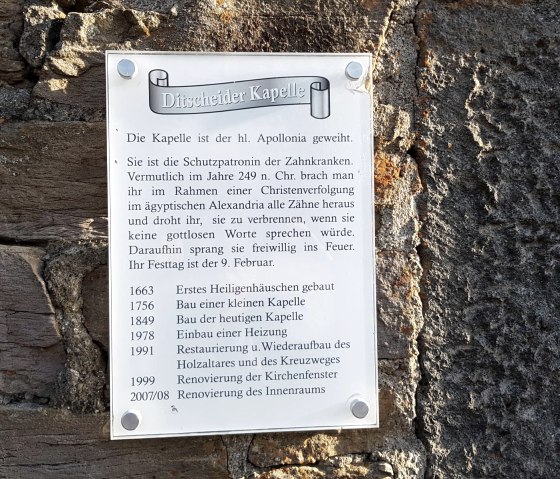 Ditscheider Kapelle
Die Kapelle ist der hl. Apollonia geweiht.
Sie ist die Schutzpatronin der Zahnkranken.
Vermutlich im Jahre 249 n. Chr. brach man
ihr im Rahmen einer Christenverfolgung
im ägyptischen Alexandria alle Zähne heraus
und droht ihr, sie zu verbrennen, wenn sie
keine gottlosen Worte sprechen würde.
Daraufhin sprang sie freiwillig ins Feuer.
Ihr Festtag ist der 9. Februar.
1663 Erstes Heiligenhäuschen gebaut
1756 Bau einer kleinen Kapelle
1849 Bau der heutigen Kapelle
1978 Einbau einer Heizung
1991 Restaurierung u. Wiederaufbau des
Holzaltares und des Kreuzweges
1999 Renovierung der Kirchenfenster
2007/08 Renovierung des Innenraums